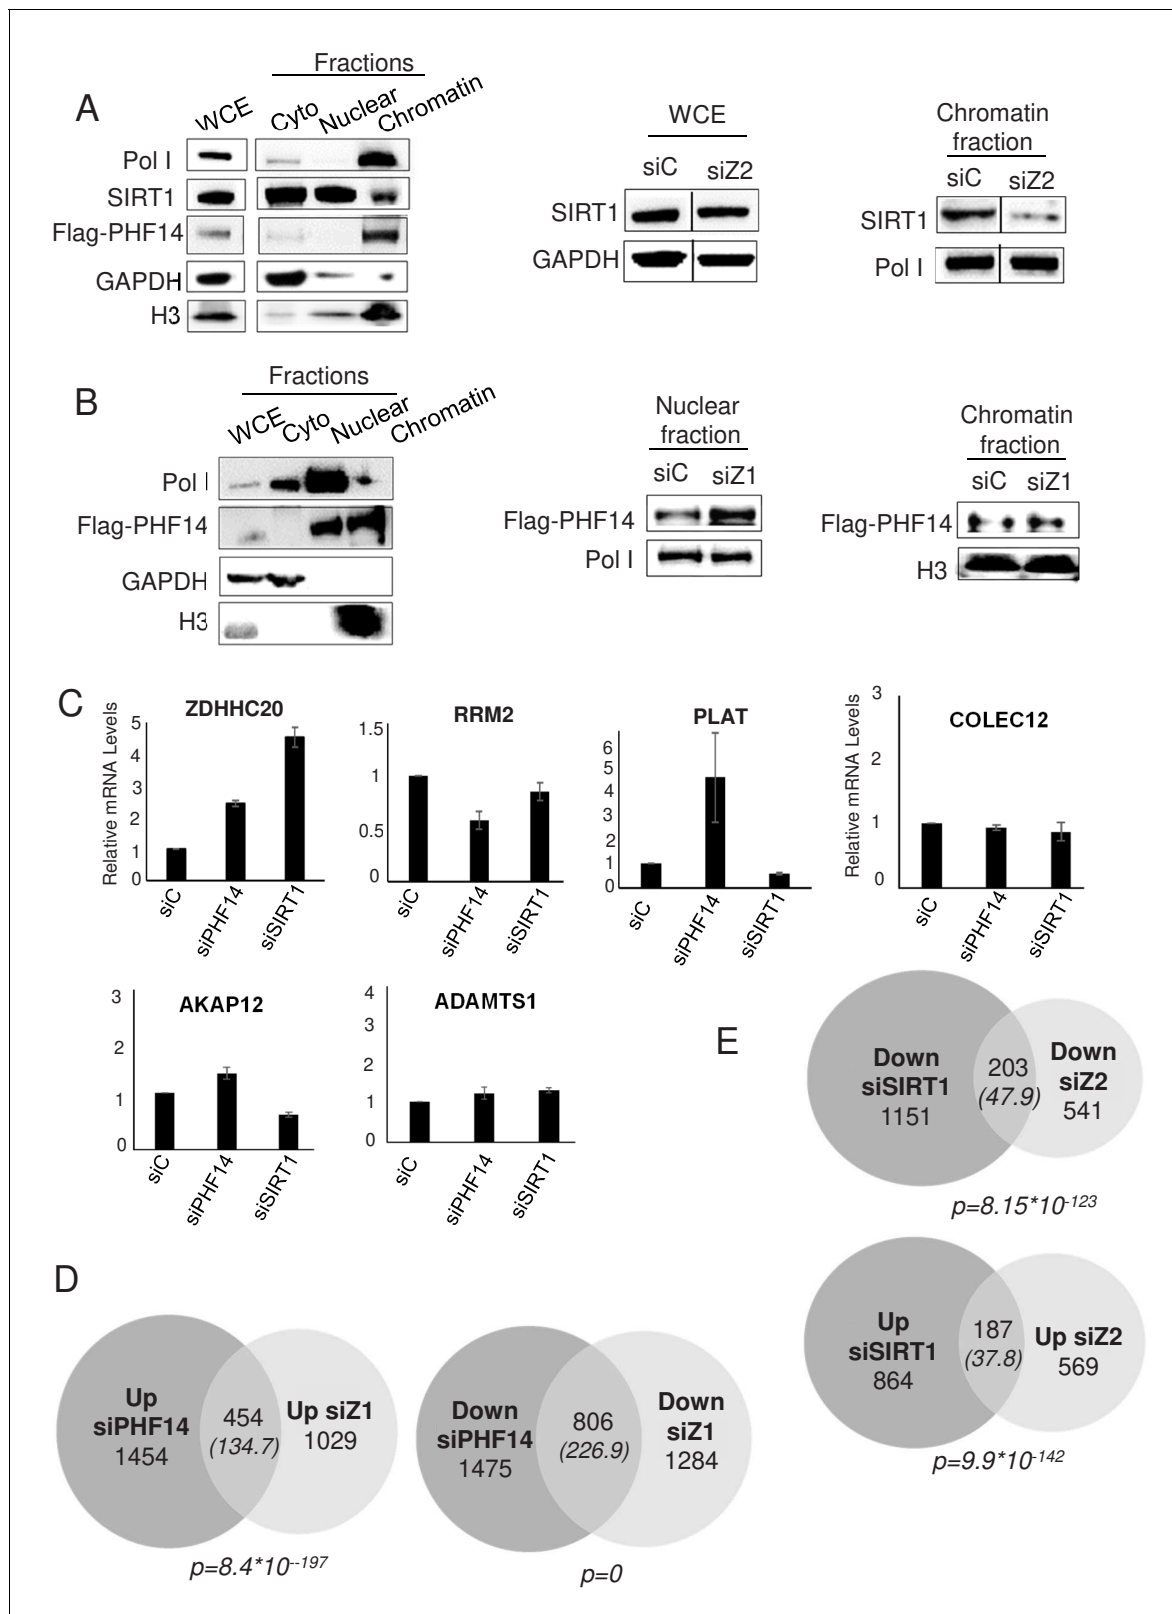 A
Fractions
WCE
Cyto
Nuclear
Chromatin
Pol I
SIRT1
Flag-PHF14
GAPDH
H3
WCE
siC siZ2
SIRT1
GAPDH
Chromatin
fraction
siC siZ2
SIRT1
Pol I
B
Fractions
WCE
Cyto
Nuclear
Chromatin
Pol I
Flag-PHF14
GAPDH
H3
Nuclear
fraction
siC siZ1
Flag-PHF14
Pol I
Chromatin
fraction
siC siZ1
Flag-PHF14
H3
C
Relative mRNA Levels
ZDHHC20
5
4
3
2
1
0
siC
siPHF14
siSIRT1
RRM2
1.5
1
0.5
0
siC
siPHF14
siSIRT1
PLAT
6
5
4
3
2
1
0
siC
siPHF14
siSIRT1
Relative mRNA Levels
COLEC12
3
2
1
0
siC
siPHF14
siSIRT1
AKAP12
3
2
1
0
siC
siPHF14
siSIRT1
ADAMTS1
4
3
2
1
0
siC
siPHF14
siSIRT1
D
Up
siPHF14
1454
454
(134.7)
Up siZ1
1029
p=8.4*10--197
Down
siPHF14
1475
806
(226.9)
Down
siZ1
1284
p=0
E
Down
siSIRT1
1151
203
(47.9)
Down
siZ2
541
p=8.15*10-123
Up
siSIRT1
864
187
(37.8)
Up siZ2
569
p=9.9*10-142